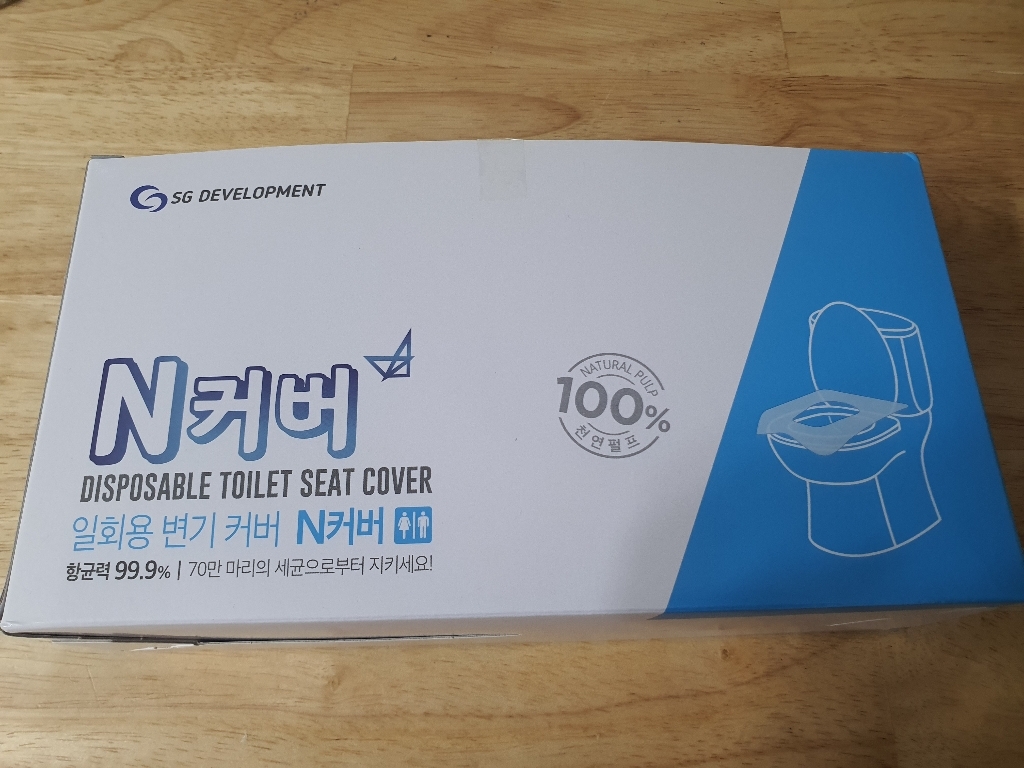 SG DEVELOPMENT
N커버
DISPOSABLE TOILET SEAT COVER
일회용 변기 커버 N커버
항균력 99.9% | 70만 마리의 세균으로부터 지키세요!
NATURAL PULP
100%
천연펄프